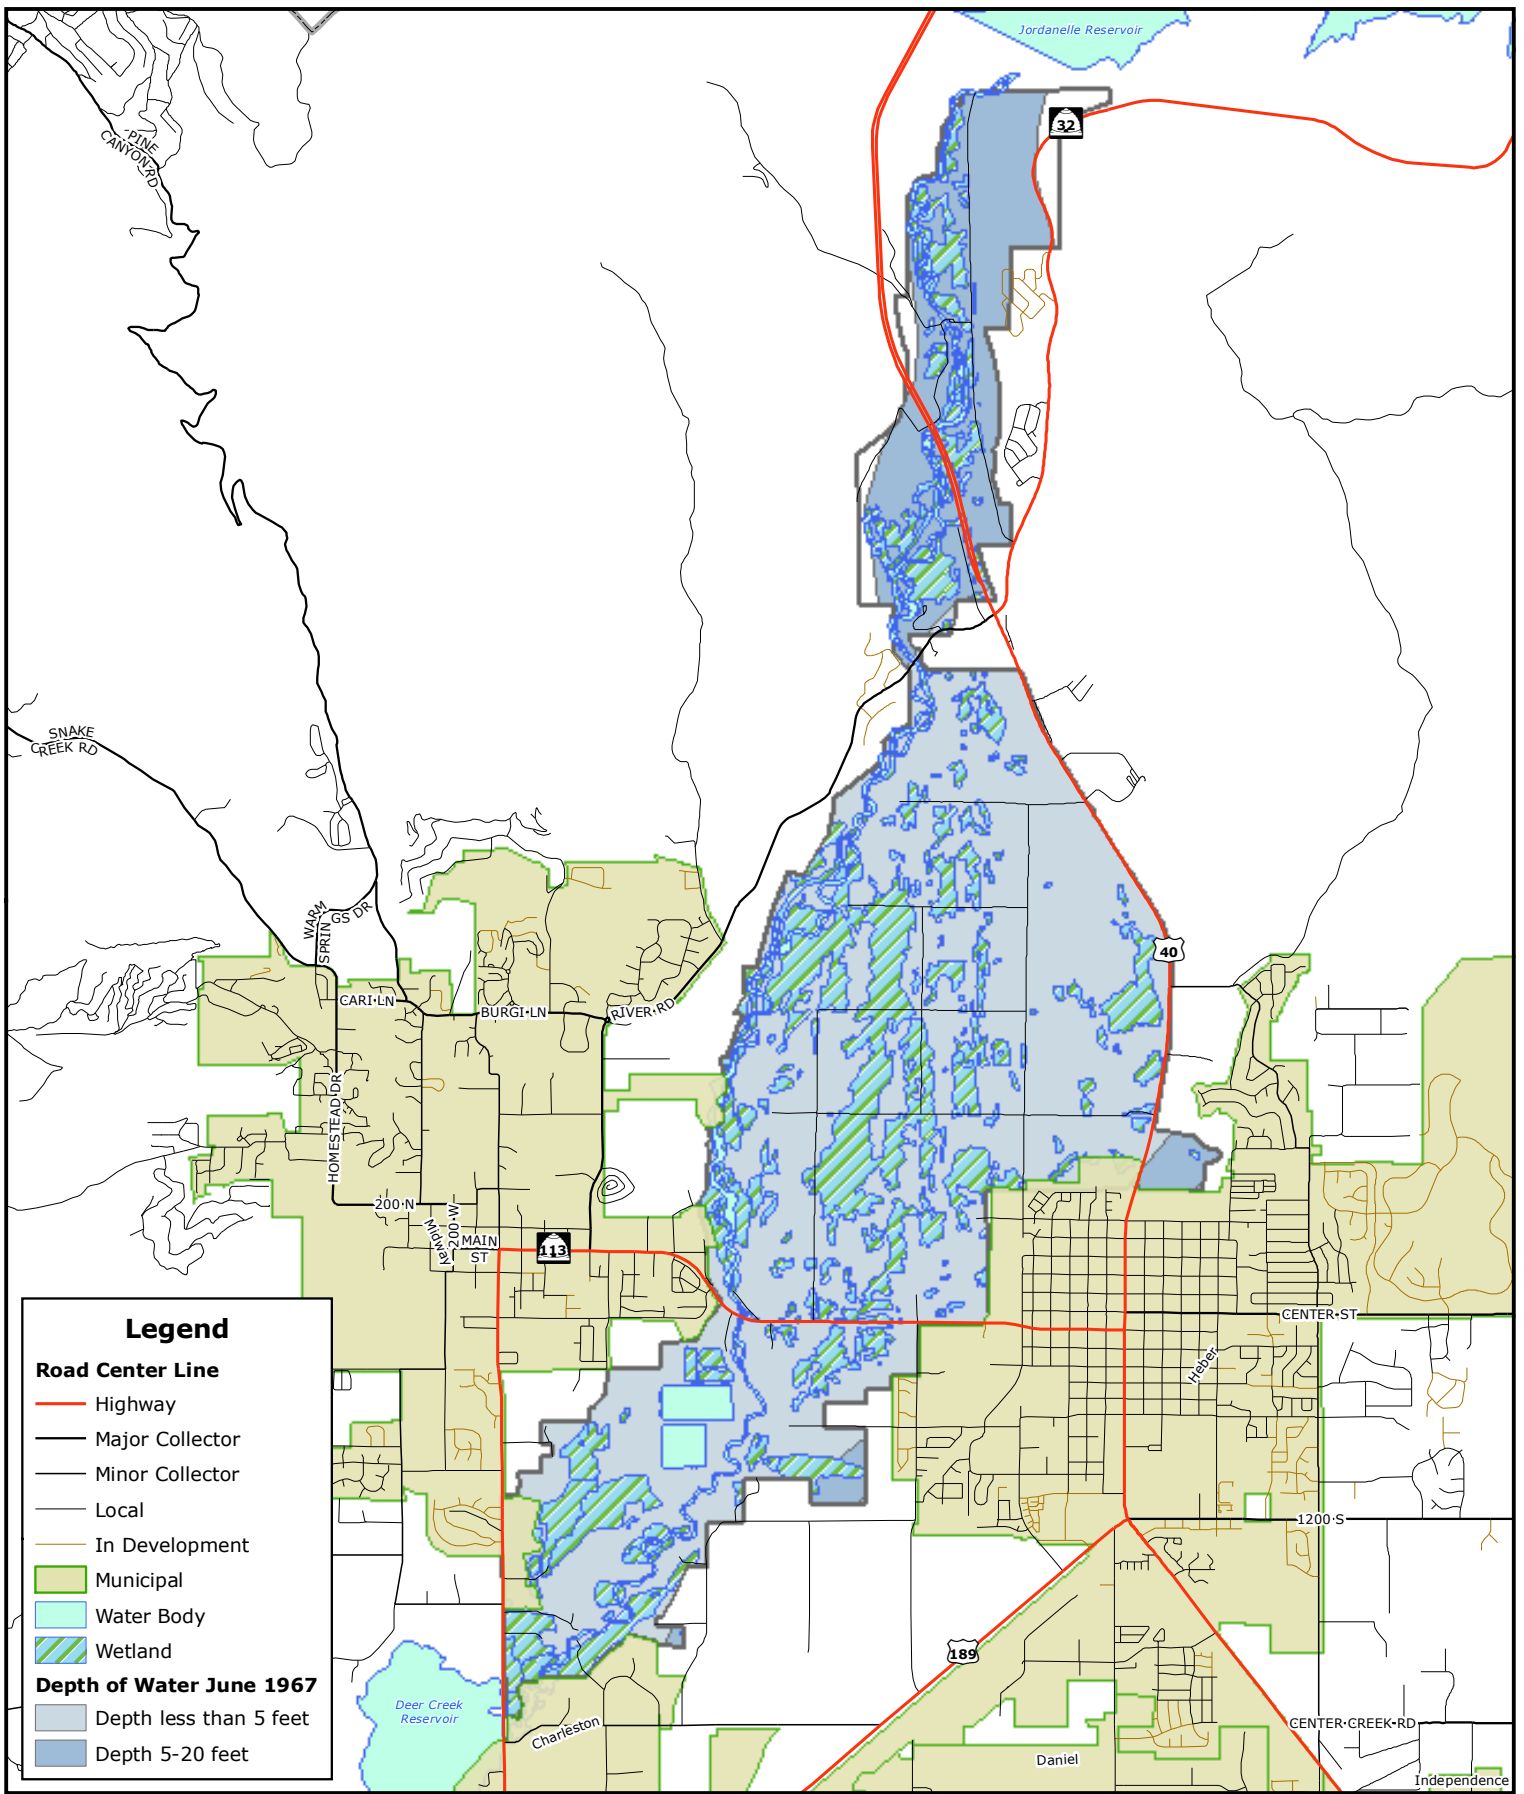 Jordanelle Reservoir
32
PINE
CANYON RD
SNAKE
CREEK RD
WARM
SPRINGS DR
40
CARI LN
BURGI LN
RIVER RD
HOMESTEAD DR
200 N
200 W
Midway
MAIN
ST
113
CENTER ST
Heber
1200 S
189
Deer Creek
Reservoir
Charleston
CENTER CREEK RD
Daniel
Independence
Legend
Road Center Line
Highway
Major Collector
Minor Collector
Local
In Development
Municipal
Water Body
Wetland
Depth of Water June 1967
Depth less than 5 feet
Depth 5-20 feet